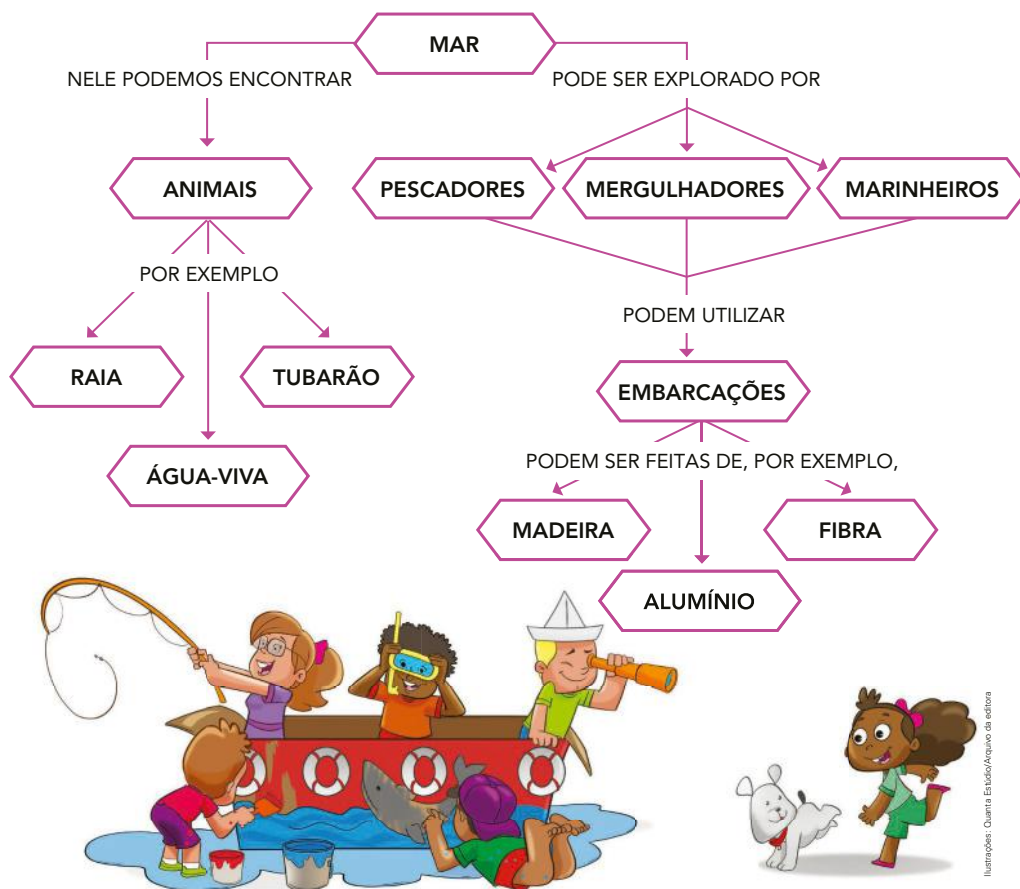 MAR
NELE PODEMOS ENCONTRAR
PODE SER EXPLORADO POR
ANIMAIS
PESCADORES
MERGULHADORES
MARINHEIROS
POR EXEMPLO
PODEM UTILIZAR
RAIA
TUBARÃO
EMBARCAÇÕES
ÁGUA-VIVA
PODEM SER FEITAS DE, POR EXEMPLO,
MADEIRA
FIBRA
ALUMÍNIO
Ilustrações: Quanta Estúdio/Arquivo da editora